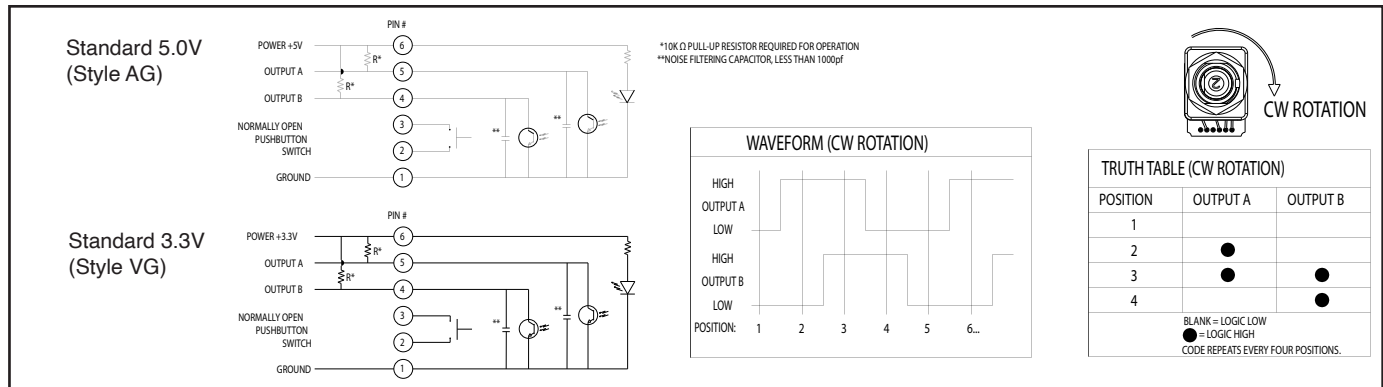 Standard 5.0V
(Style AG)
PIN #
POWER +5V
6
R*
OUTPUT A
5
R*
OUTPUT B
4
NORMALLY OPEN
PUSHBUTTON
SWITCH
3
2
**
**
GROUND
1
*10K Ω PULL-UP RESISTOR REQUIRED FOR OPERATION
**NOISE FILTERING CAPACITOR, LESS THAN 1000pf
Standard 3.3V
(Style VG)
PIN #
POWER +3.3V
6
R*
OUTPUT A
5
R*
OUTPUT B
4
NORMALLY OPEN
PUSHBUTTON
SWITCH
3
2
**
**
GROUND
1
WAVEFORM (CW ROTATION)
HIGH
OUTPUT A
LOW
HIGH
OUTPUT B
LOW
POSITION: 1 2 3 4 5 6...
CW ROTATION
TRUTH TABLE (CW ROTATION)
POSITION OUTPUT A OUTPUT B
1
2 ●
3 ● ●
4 ●
BLANK = LOGIC LOW
● = LOGIC HIGH
CODE REPEATS EVERY FOUR POSITIONS.